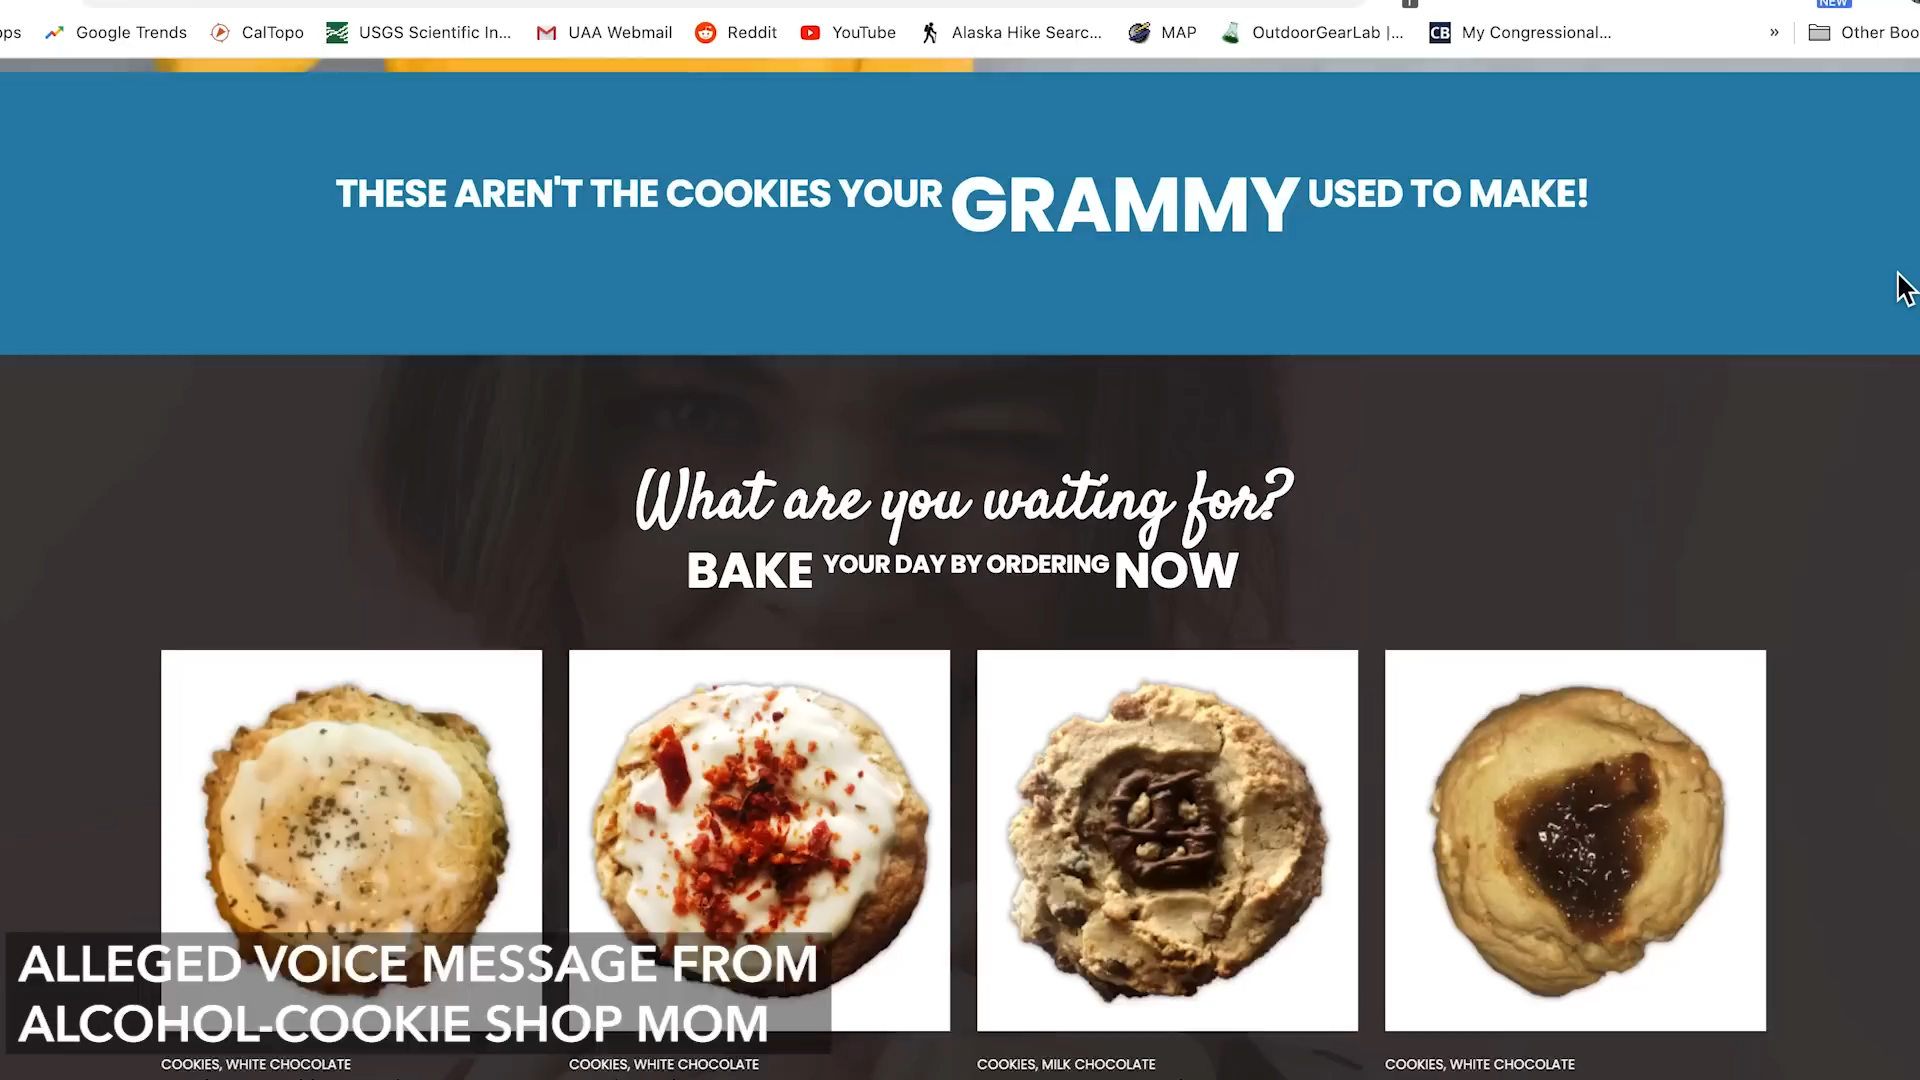 ps Google Trends CalTopo USGS Scientific In... UAA Webmail Reddit YouTube Alaska Hike Searc... MAP OutdoorGearLab |... CB My Congressional... » Other Boo
NEW
THESE AREN'T THE COOKIES YOUR GRAMMY USED TO MAKE!
What are you waiting for?
BAKE YOUR DAY BY ORDERING NOW
ALLEGED VOICE MESSAGE FROM
ALCOHOL-COOKIE SHOP MOM
COOKIES, WHITE CHOCOLATE
COOKIES, WHITE CHOCOLATE
COOKIES, MILK CHOCOLATE
COOKIES, WHITE CHOCOLATE